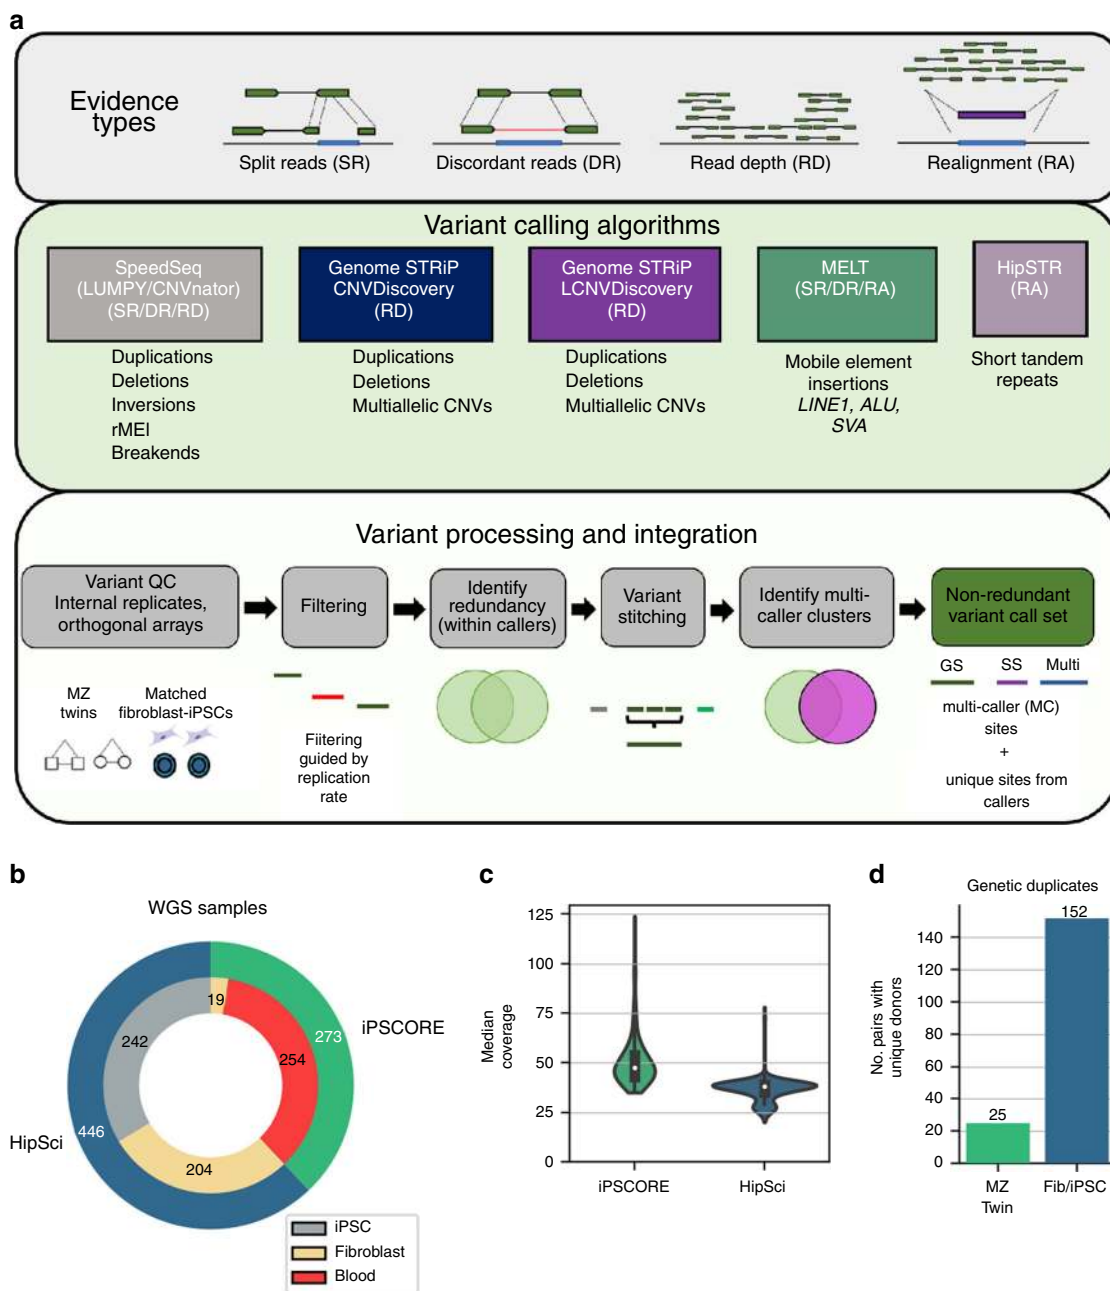 a
Evidence
types
Split reads (SR)
Discordant reads (DR)
Read depth (RD)
Realignment (RA)
Variant calling algorithms
SpeedSeq
(LUMPY/CNVnator)
(SR/DR/RD)
Duplications
Deletions
Inversions
rMEI
Breakends
Genome STRiP
CNVDiscovery
(RD)
Duplications
Deletions
Multiallelic CNVs
Genome STRiP
LCNVDiscovery
(RD)
Duplications
Deletions
Multiallelic CNVs
MELT
(SR/DR/RA)
Mobile element
insertions
LINE1, ALU,
SVA
HipSTR
(RA)
Short tandem
repeats
Variant processing and integration
Variant QC
Internal replicates,
orthogonal arrays
Filtering
Identify
redundancy
(within callers)
Variant
stitching
Identify multi-
caller clusters
Non-redundant
variant call set
MZ
twins
Matched
fibroblast-iPSCs
Fiitering
guided by
replication
rate
GS
SS
Multi
multi-caller (MC)
sites
+
unique sites from
callers
b
WGS samples
19
242
273
254
446
204
iPSCORE
HipSci
iPSC
Fibroblast
Blood
c
Median
coverage
125
100
75
50
25
0
iPSCORE
HipSci
d
Genetic duplicates
No. pairs with
unique donors
140
120
100
80
60
40
20
0
152
25
MZ
Twin
Fib/iPSC